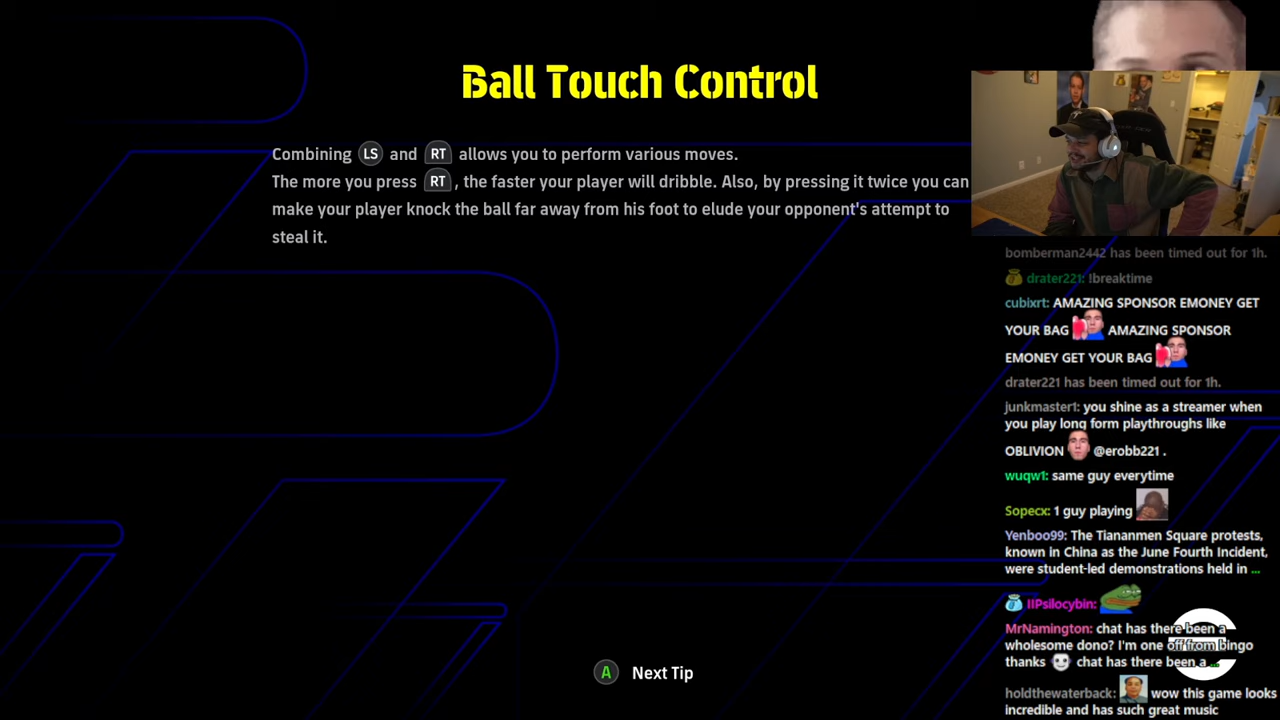 Ball Touch Control
Combining LS and RT allows you to perform various moves.
The more you press RT , the faster your player will dribble. Also, by pressing it twice you can
make your player knock the ball far away from his foot to elude your opponent's attempt to
steal it.
A Next Tip
bomberman2442 has been timed out for 1h.
drater221: !breaktime
cubixrt: AMAZING SPONSOR EMONEY GET
YOUR BAG AMAZING SPONSOR
EMONEY GET YOUR BAG
drater221 has been timed out for 1h.
junkmaster1: you shine as a streamer when
you play long form playthroughs like
OBLIVION @erobb221 .
wuqw1: same guy everytime
Sopecx: 1 guy playing
Yenboo99: The Tiananmen Square protests,
known in China as the June Fourth Incident,
were student-led demonstrations held in ...
IIPsilocybin:
MrNamington: chat has there been a
wholesome dono? I'm one off from bingo
thanks chat has there been a ...
holdthewaterback: wow this game looks
incredible and has such great music